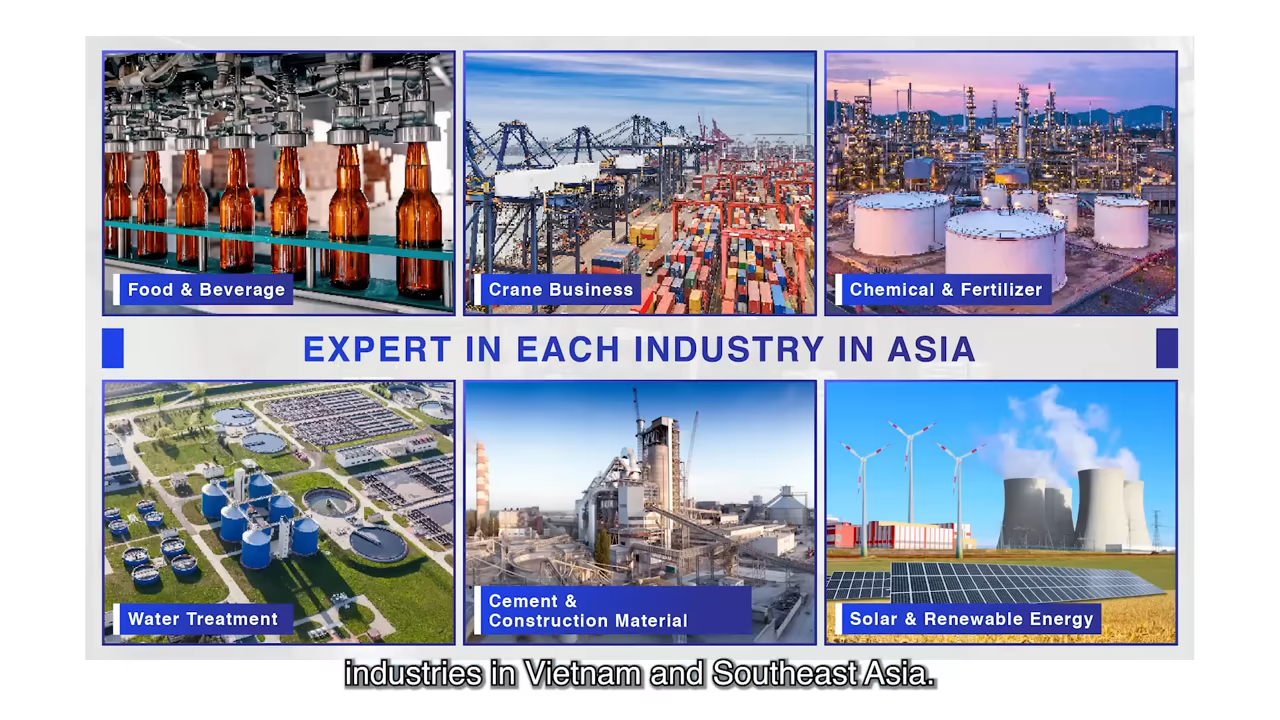 Food & Beverage
Crane Business
Chemical & Fertilizer
EXPERT IN EACH INDUSTRY IN ASIA
Water Treatment
Cement &
Construction Material
Solar & Renewable Energy
industries in Vietnam and Southeast Asia.